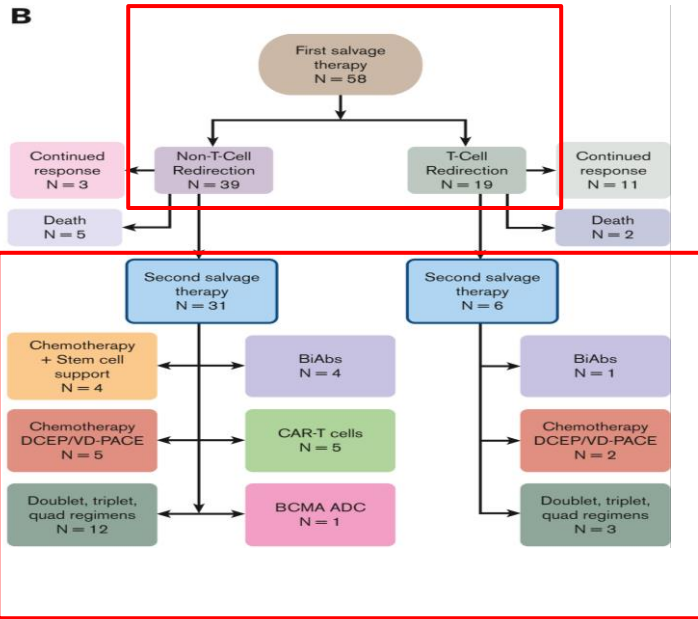 B
First salvage
therapy
N = 58
Continued
response
N = 3
Non-T-Cell
Redirection
N = 39
T-Cell
Redirection
N = 19
Continued
response
N = 11
Death
N = 5
Death
N = 2
Second salvage
therapy
N = 31
Second salvage
therapy
N = 6
Chemotherapy
+ Stem cell
support
N = 4
BiAbs
N = 4
BiAbs
N = 1
Chemotherapy
DCEP/VD-PACE
N = 5
CAR-T cells
N = 5
Chemotherapy
DCEP/VD-PACE
N = 2
Doublet, triplet,
quad regimens
N = 12
BCMA ADC
N = 1
Doublet, triplet,
quad regimens
N = 3